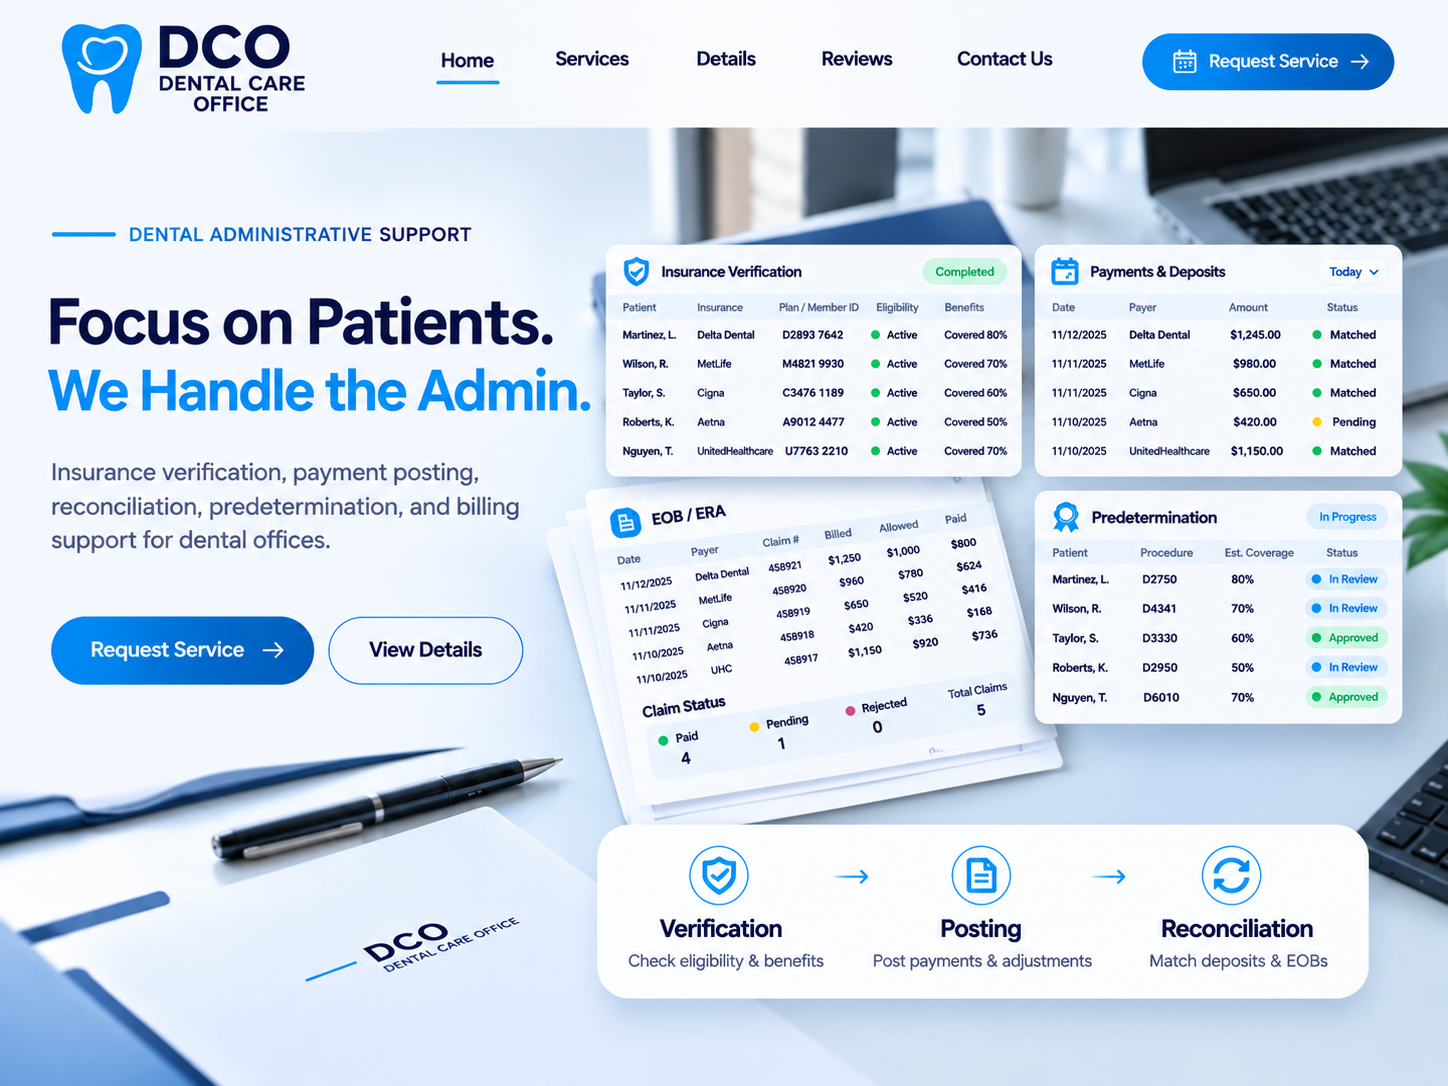 DCO
DENTAL CARE
OFFICE
Home Services Details Reviews Contact Us
Request Service
DENTAL ADMINISTRATIVE SUPPORT
Focus on Patients.
We Handle the Admin.
Insurance verification, payment posting,
reconciliation, predetermination, and billing
support for dental offices.
Request Service
View Details
Insurance Verification Completed
Patient Insurance Plan / Member ID Eligibility Benefits
Martinez, L. Delta Dental D2893 7642 Active Covered 80%
Wilson, R. MetLife M4821 9930 Active Covered 70%
Taylor, S. Cigna C3476 1189 Active Covered 60%
Roberts, K. Aetna A9012 4477 Active Covered 50%
Nguyen, T. UnitedHealthcare U7763 2210 Active Covered 70%
Payments & Deposits Today
Date Payer Amount Status
11/12/2025 Delta Dental $1,245.00 Matched
11/11/2025 MetLife $980.00 Matched
11/11/2025 Cigna $650.00 Matched
11/10/2025 Aetna $420.00 Pending
11/10/2025 UnitedHealthcare $1,150.00 Matched
EOB / ERA
Date Payer Claim # Billed Allowed Paid
11/12/2025 Delta Dental 458921 $1,250 $1,000 $800
11/11/2025 MetLife 458920 $960 $780 $624
11/11/2025 Cigna 458919 $650 $520 $416
11/10/2025 Aetna 458918 $420 $336 $168
11/10/2025 UHC 458917 $1,150 $920 $736
Claim Status
Paid Pending Rejected Total Claims
4 1 0 5
Predetermination In Progress
Patient Procedure Est. Coverage Status
Martinez, L. D2750 80% In Review
Wilson, R. D4341 70% In Review
Taylor, S. D3330 60% Approved
Roberts, K. D2950 50% In Review
Nguyen, T. D6010 70% Approved
Verification
Check eligibility & benefits
Posting
Post payments & adjustments
Reconciliation
Match deposits & EOBs
DCO
DENTAL CARE OFFICE